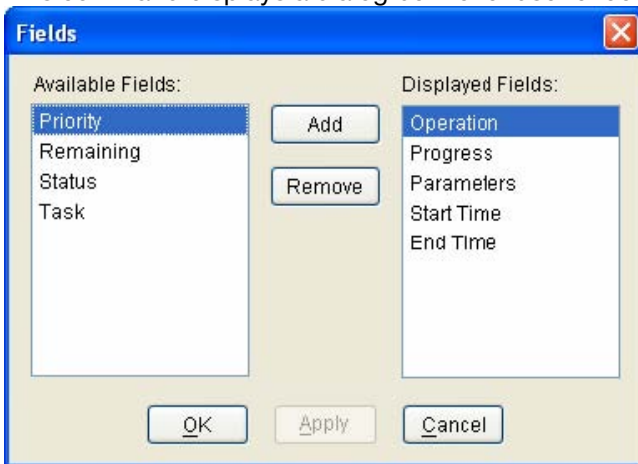 Fields
Available Fields:
Priority
Remaining
Status
Task
Add
Remove
Displayed Fields:
Operation
Progress
Parameters
Start Time
End TIme
OK
Apply
Cancel